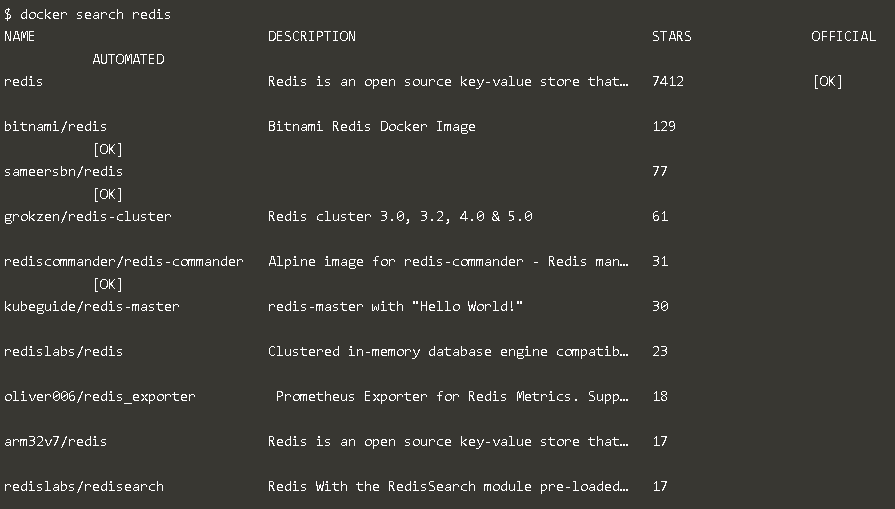 $ docker search redis
NAME DESCRIPTION STARS OFFICIAL
AUTOMATED
redis Redis is an open source key-value store that… 7412 [OK]
bitnami/redis Bitnami Redis Docker Image 129
[OK]
sameersbn/redis 77
[OK]
grokzen/redis-cluster Redis cluster 3.0, 3.2, 4.0 & 5.0 61
rediscommander/redis-commander Alpine image for redis-commander - Redis man… 31
[OK]
kubeguide/redis-master redis-master with "Hello World!" 30
redislabs/redis Clustered in-memory database engine compatib… 23
oliver006/redis_exporter Prometheus Exporter for Redis Metrics. Supp… 18
arm32v7/redis Redis is an open source key-value store that… 17
redislabs/redisearch Redis With the RedisSearch module pre-loaded… 17